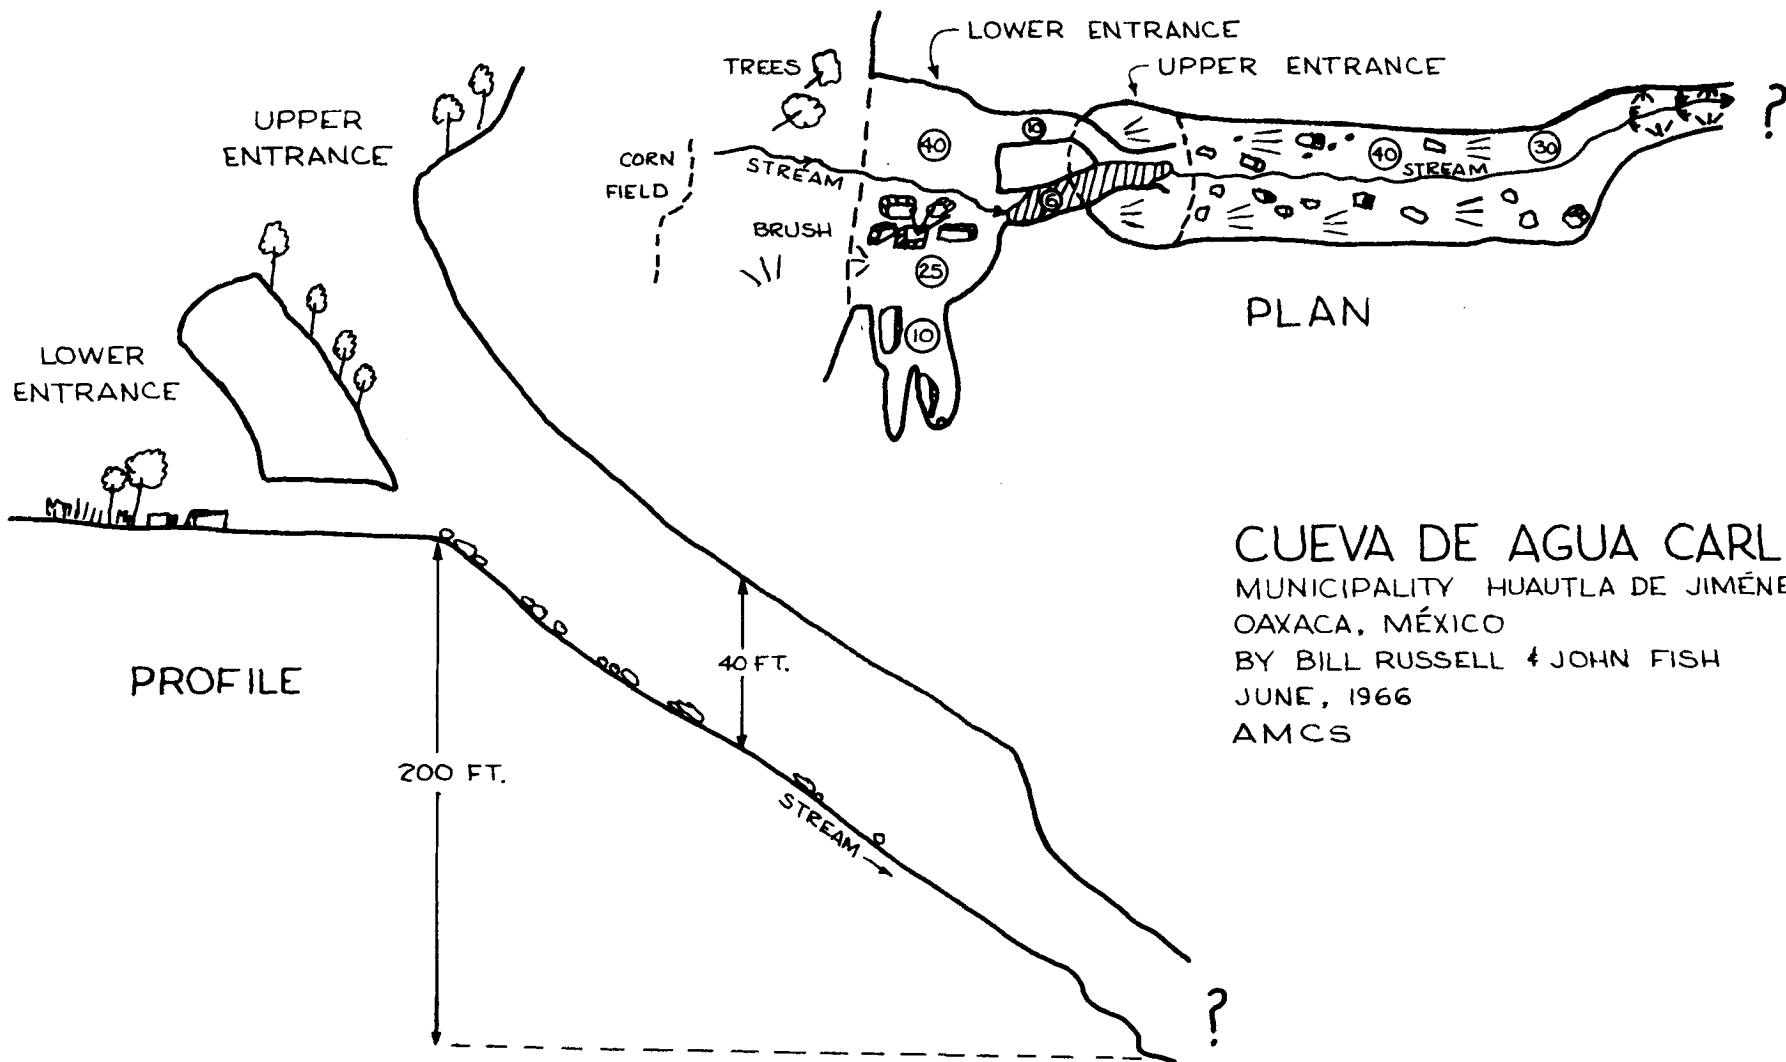 LOWER ENTRANCE
UPPER ENTRANCE
TREES
CORN
FIELD
STREAM
BRUSH
40
10
6
25
10
40
STREAM
30
?
PLAN
UPPER
ENTRANCE
LOWER
ENTRANCE
PROFILE
200 FT.
40 FT.
STREAM
?
CUEVA DE AGUA CARL
MUNICIPALITY HUAUTLA DE JIMÉNE
OAXACA, MÉXICO
BY BILL RUSSELL & JOHN FISH
JUNE, 1966
AMCS